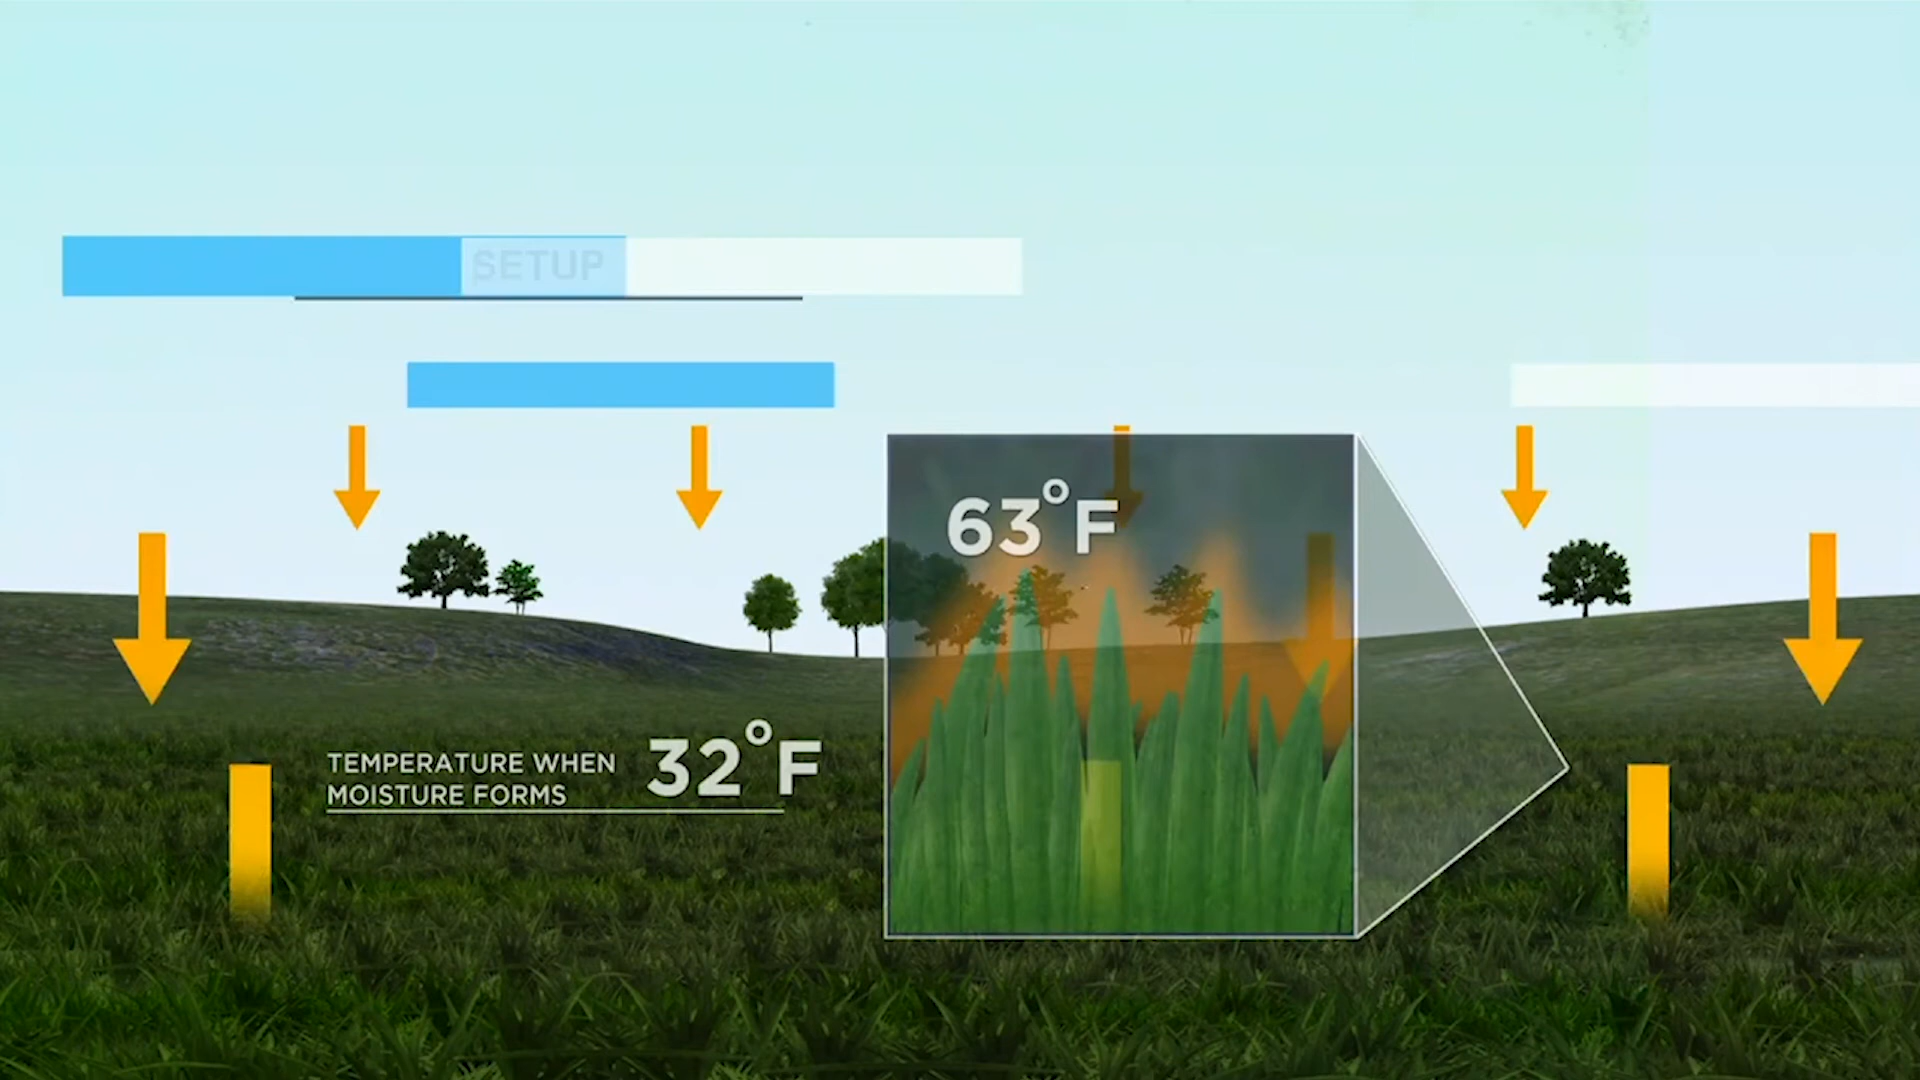 SETUP
63°F
TEMPERATURE WHEN
MOISTURE FORMS
32°F